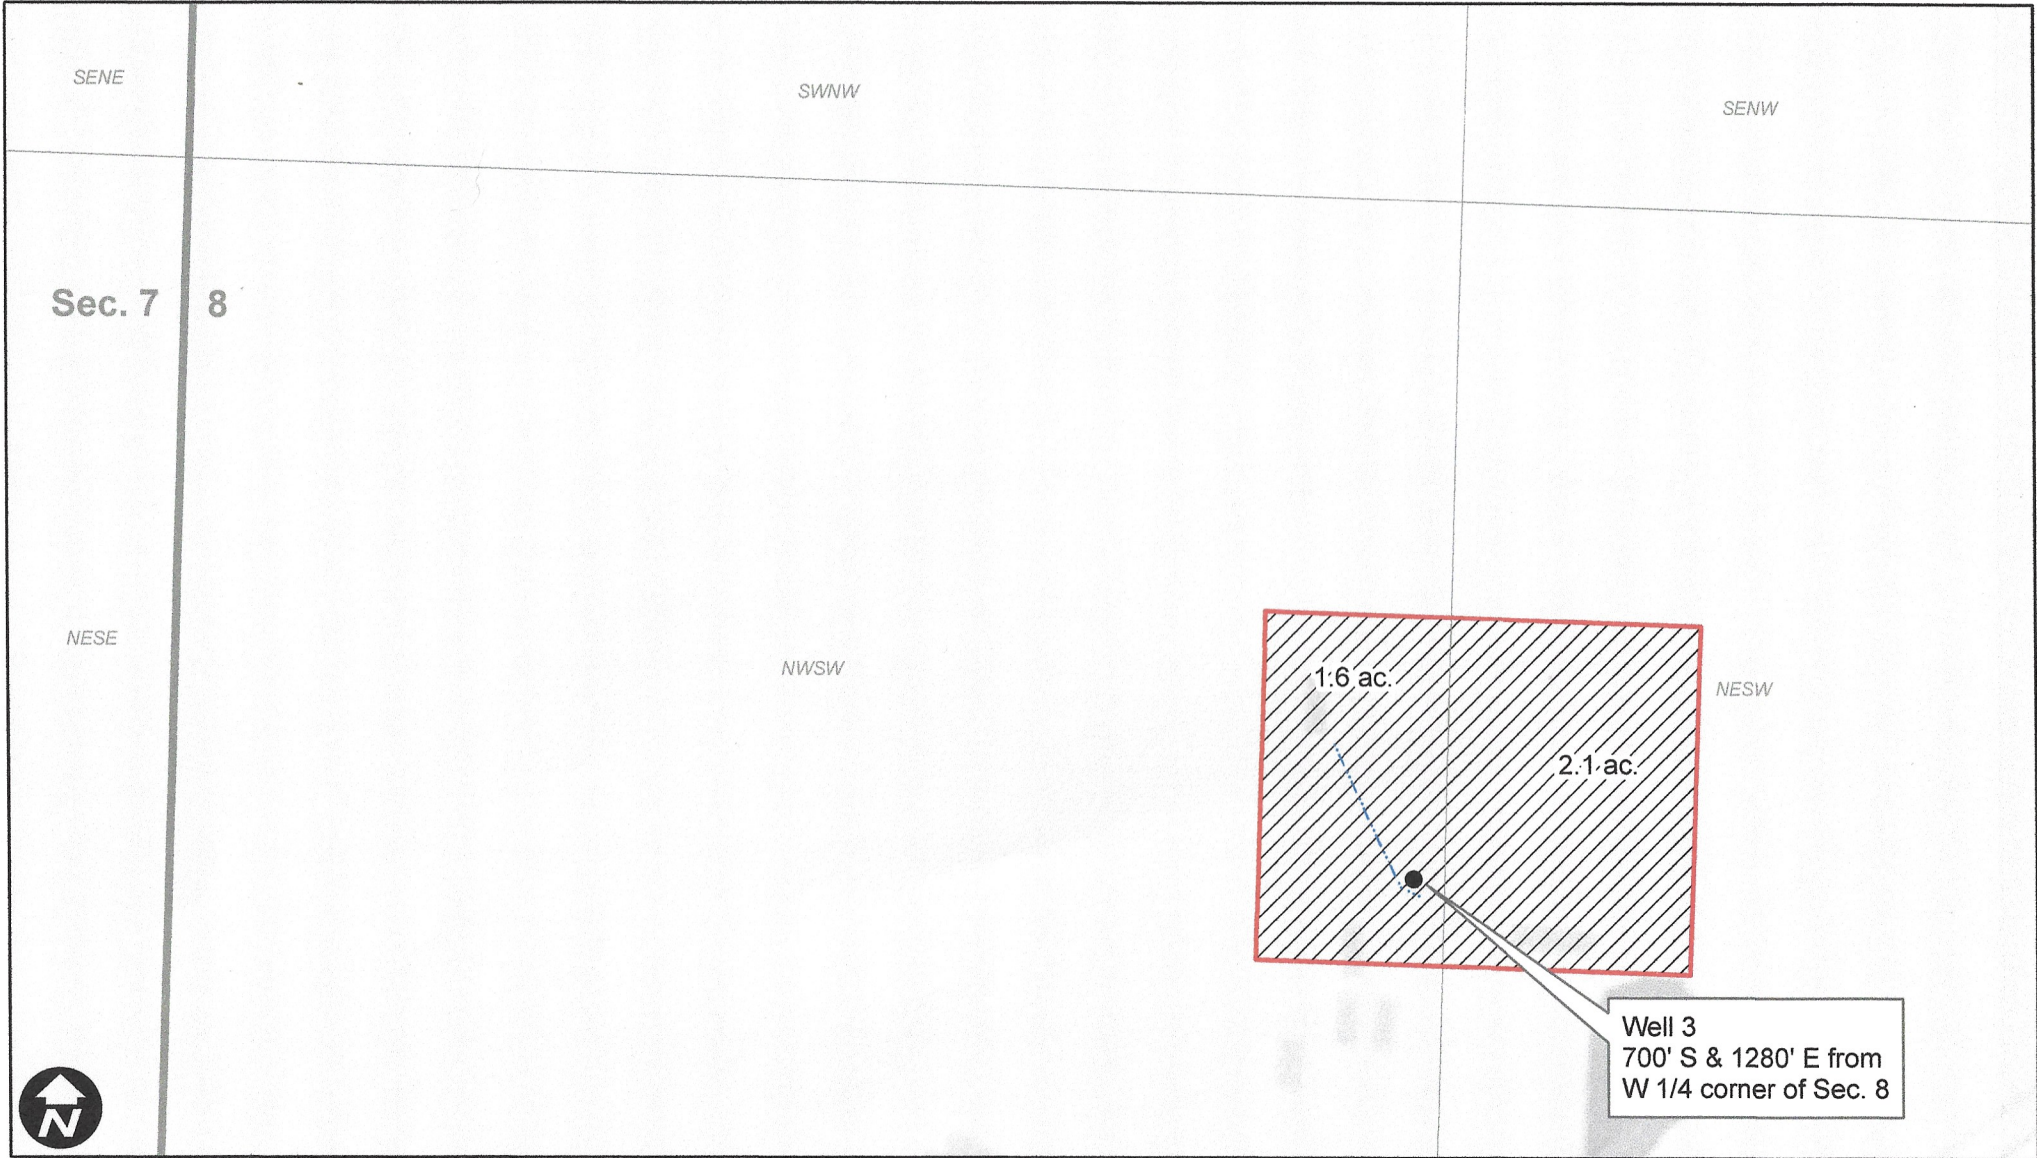 SENE
SWNW
SENW
Sec. 7
8
NESE
NWSW
1.6 ac.
NESW
2.1 ac.
Well 3
700' S & 1280' E from
W 1/4 corner of Sec. 8
N